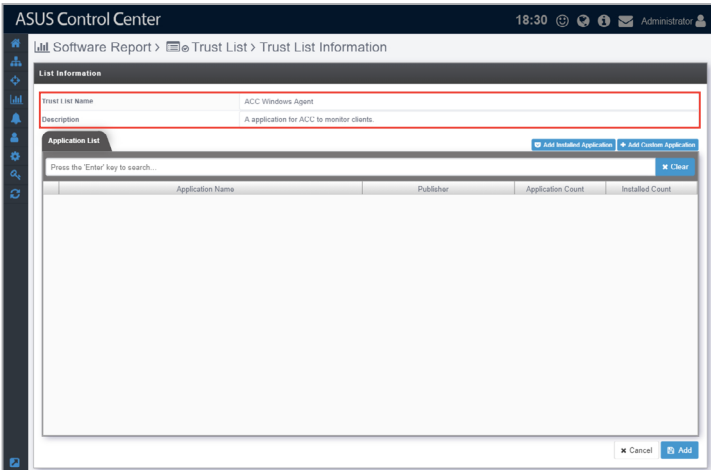 ASUS Control Center
18:30
Administrator
Software Report > Trust List > Trust List Information
List Information
Trust List Name
ACC Windows Agent
Description
A application for ACC to monitor clients.
Application List
Add Installed Application
Add Custom Application
Press the 'Enter' key to search...
Clear
Application Name
Publisher
Application Count
Installed Count
Cancel
Add